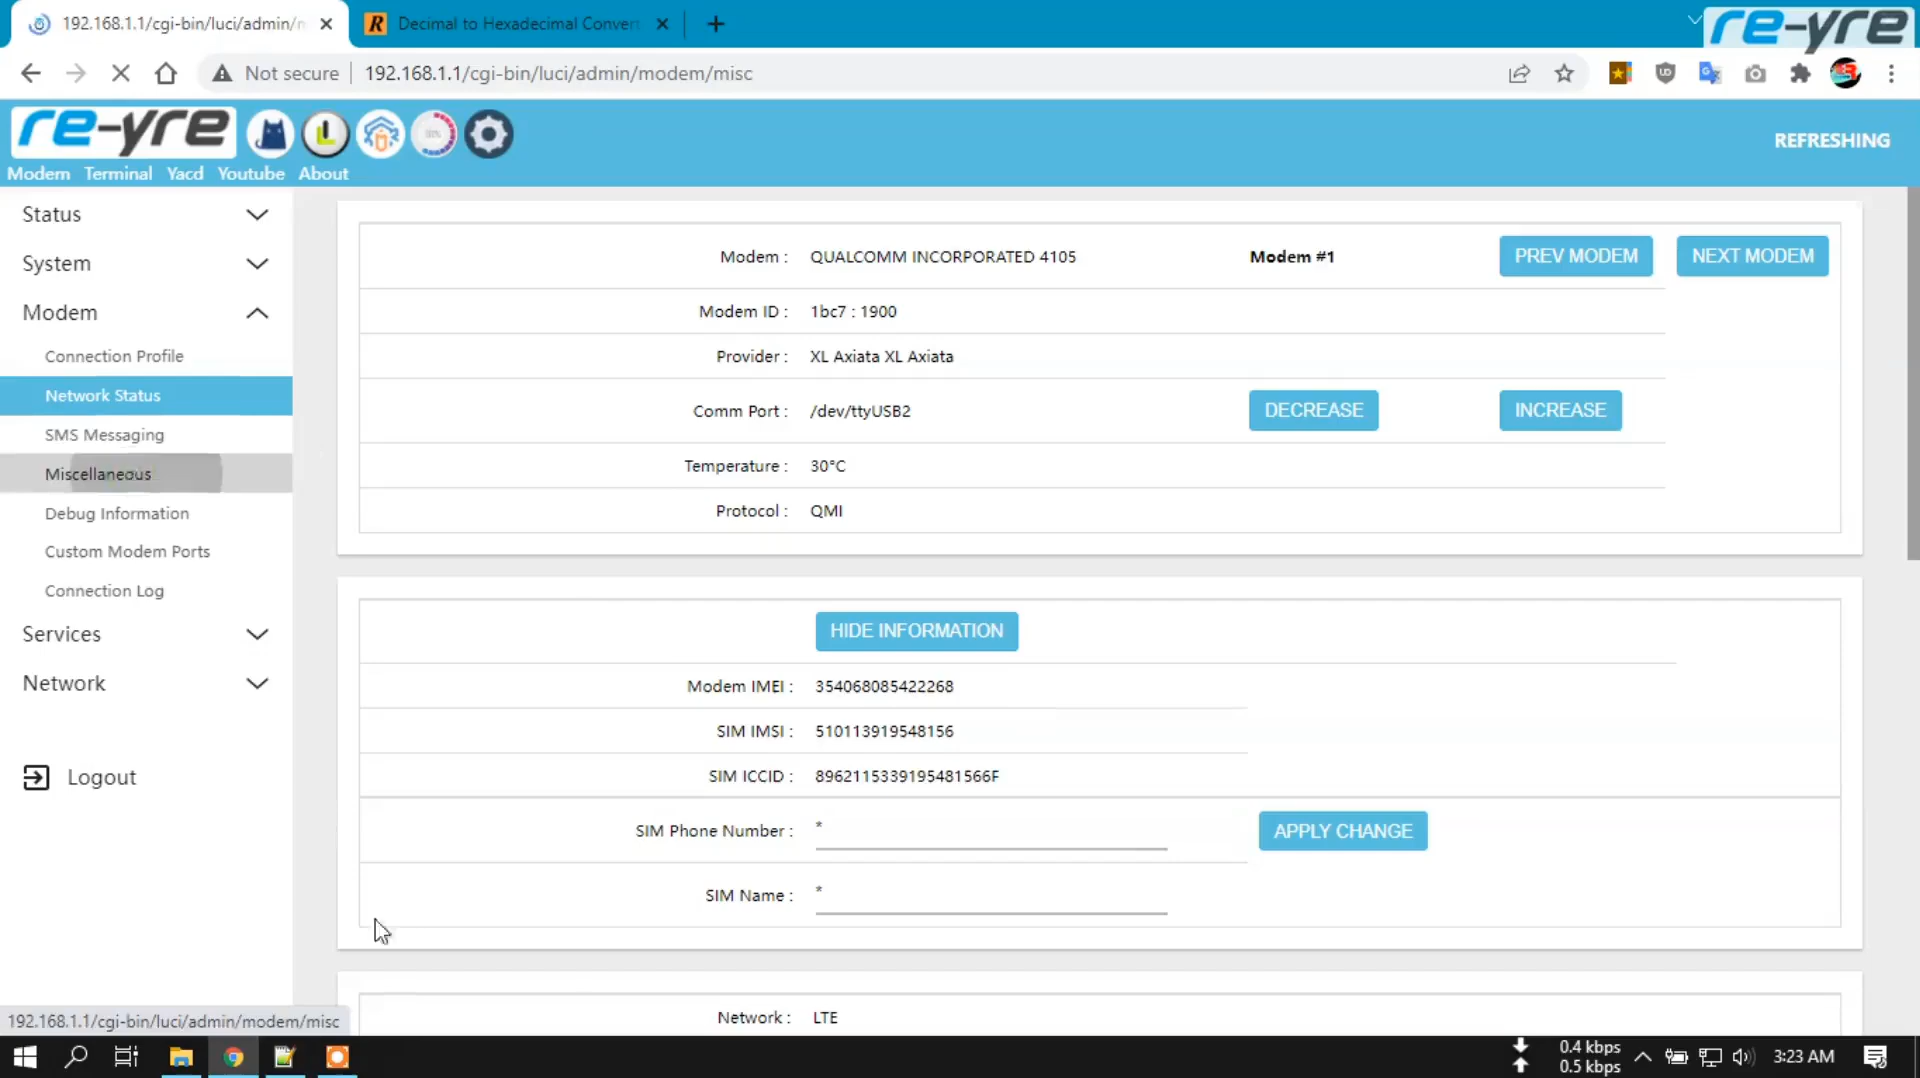 192.168.1.1/cgi-bin/luci/admin/m
Decimal to Hexadecimal Convert
re-yre
Not secure
192.168.1.1/cgi-bin/luci/admin/modem/misc
re-yre
REFRESHING
Modem Terminal Yacd Youtube About
Status
System
Modem
Connection Profile
Network Status
SMS Messaging
Miscellaneous
Debug Information
Custom Modem Ports
Connection Log
Services
Network
Logout
Modem : QUALCOMM INCORPORATED 4105 Modem #1 PREV MODEM NEXT MODEM
Modem ID : 1bc7 : 1900
Provider : XL Axiata XL Axiata
Comm Port : /dev/ttyUSB2 DECREASE INCREASE
Temperature : 30°C
Protocol : QMI
HIDE INFORMATION
Modem IMEI : 354068085422268
SIM IMSI : 510113919548156
SIM ICCID : 8962115339195481566F
SIM Phone Number : * APPLY CHANGE
SIM Name : *
Network : LTE
192.168.1.1/cgi-bin/luci/admin/modem/misc
0.4 kbps
0.5 kbps
3:23 AM